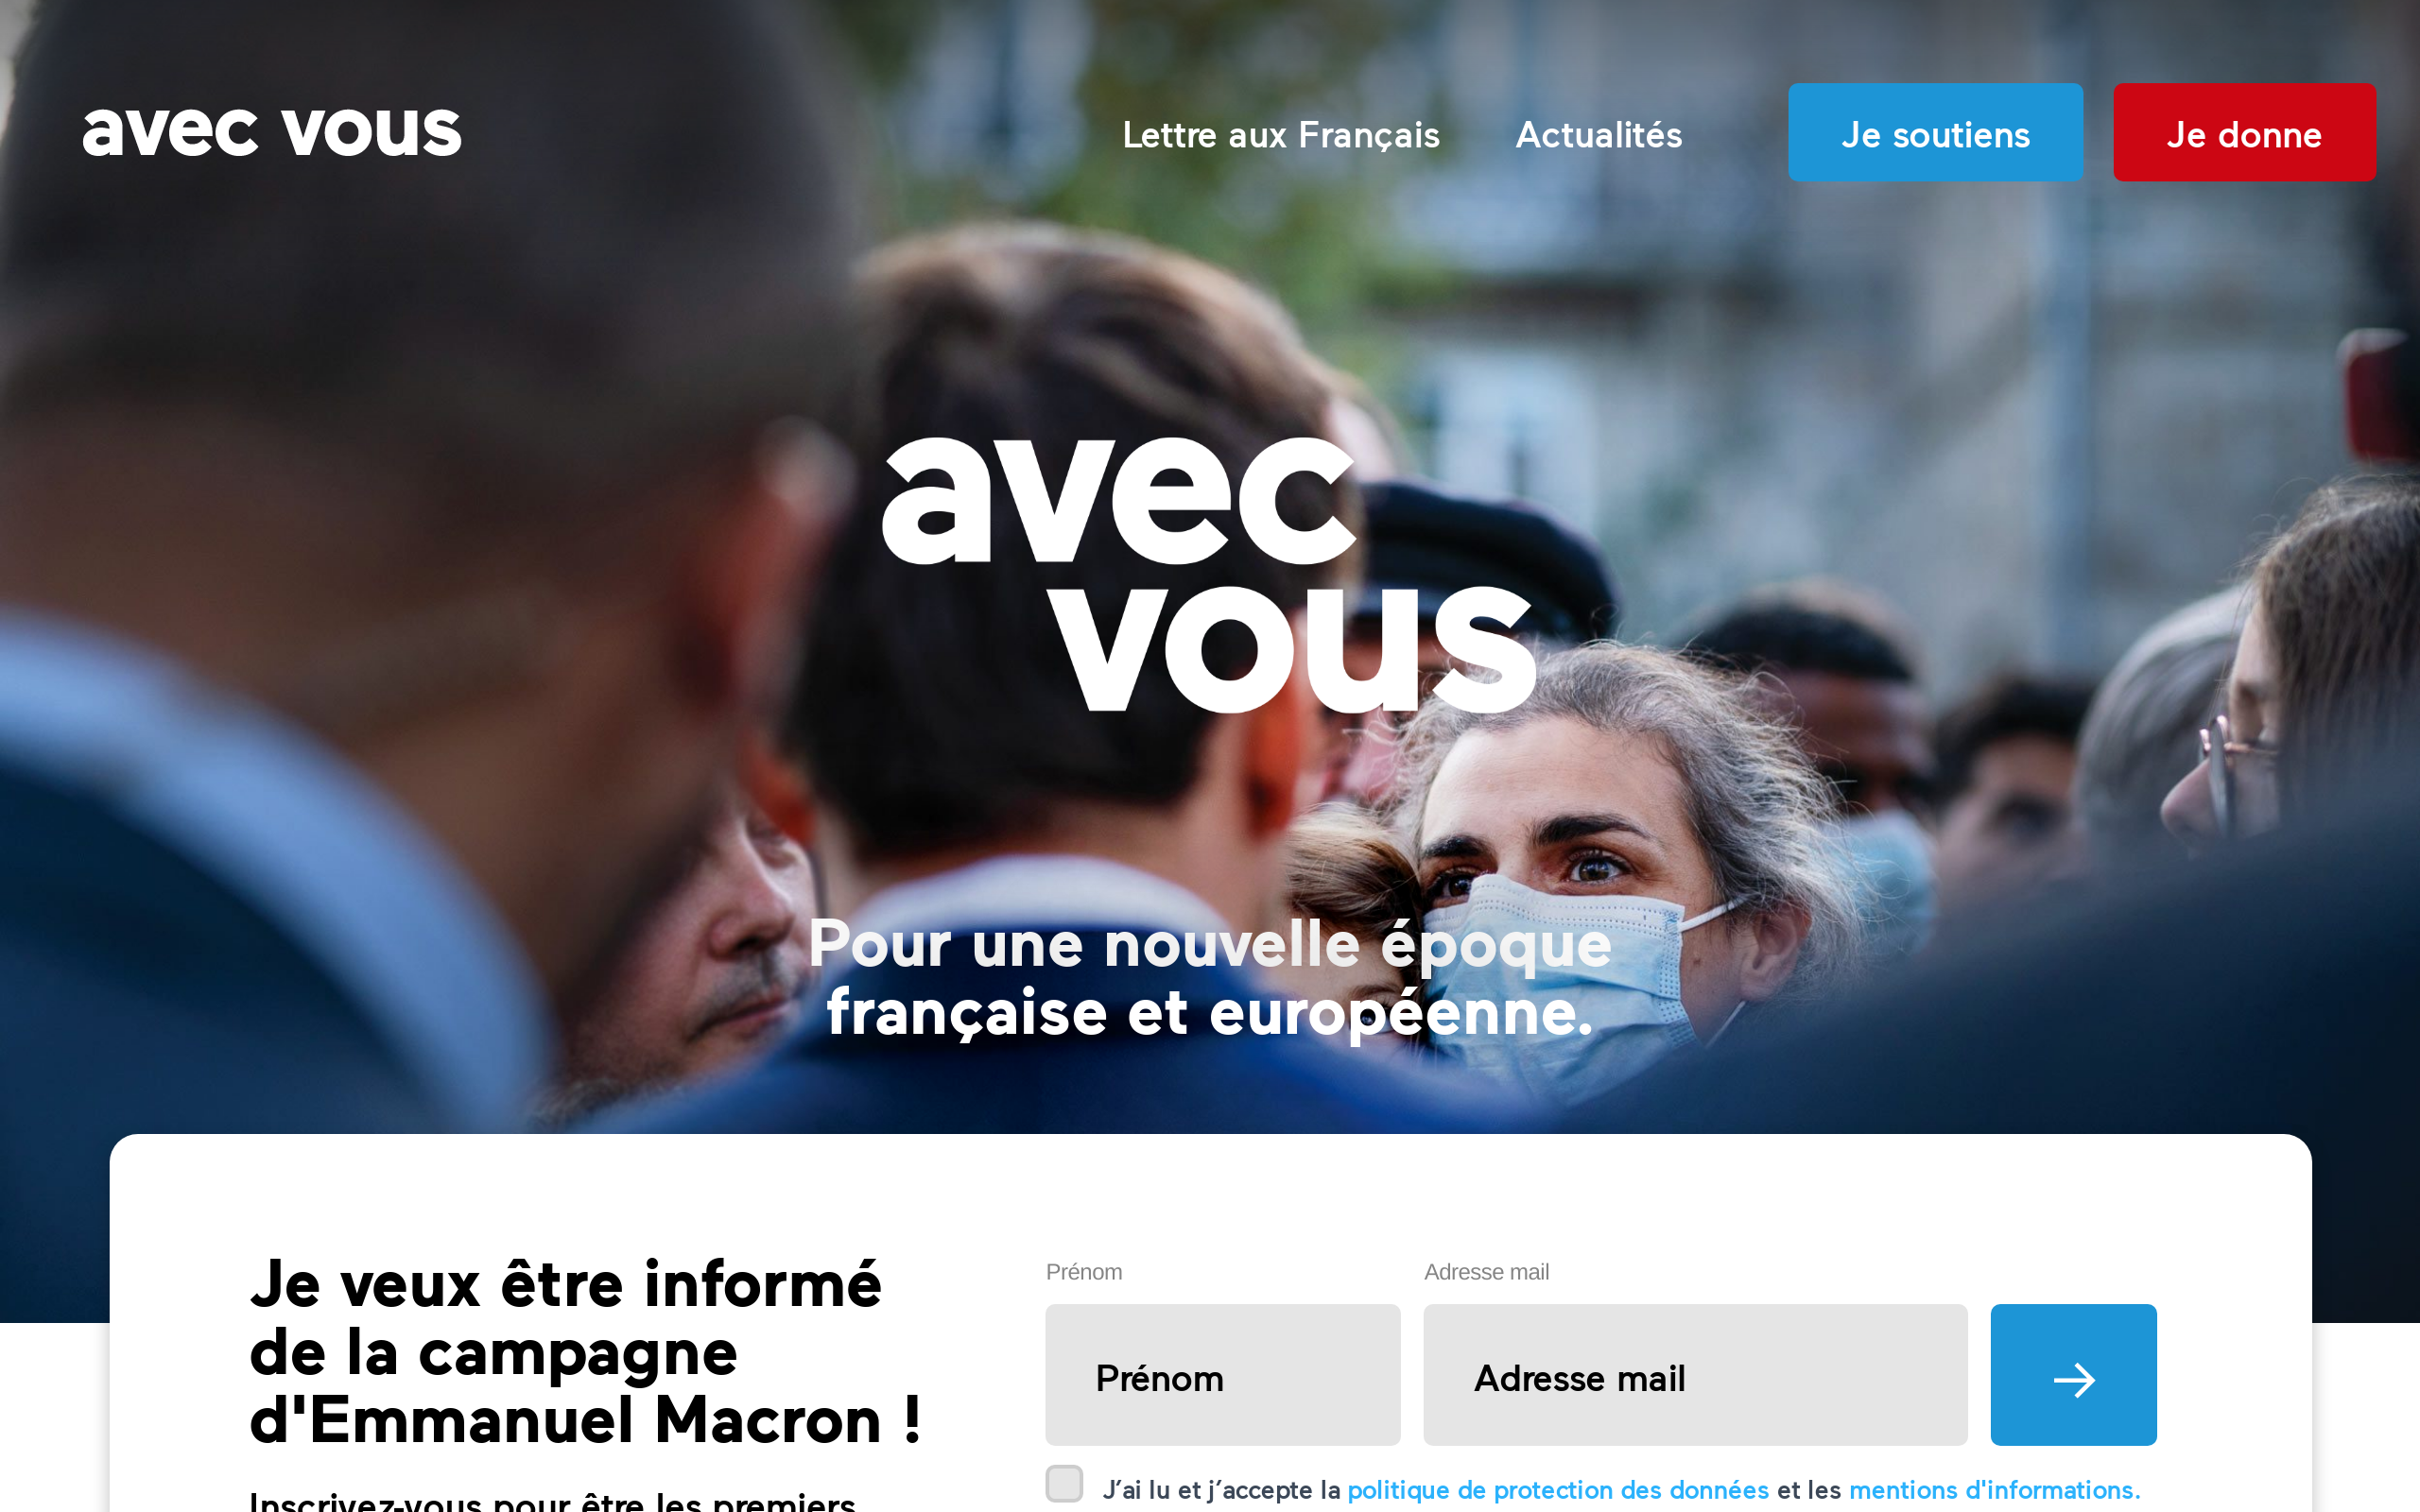 avec vous
Lettre aux Français
Actualités
Je soutiens
Je donne
avec
vous
Pour une nouvelle époque
française et européenne.
Je veux être informé
de la campagne
d'Emmanuel Macron !
Inscrivez-vous pour être les premiers
Prénom
Adresse mail
Prénom
Adresse mail
J’ai lu et j’accepte la politique de protection des données et les mentions d'informations.